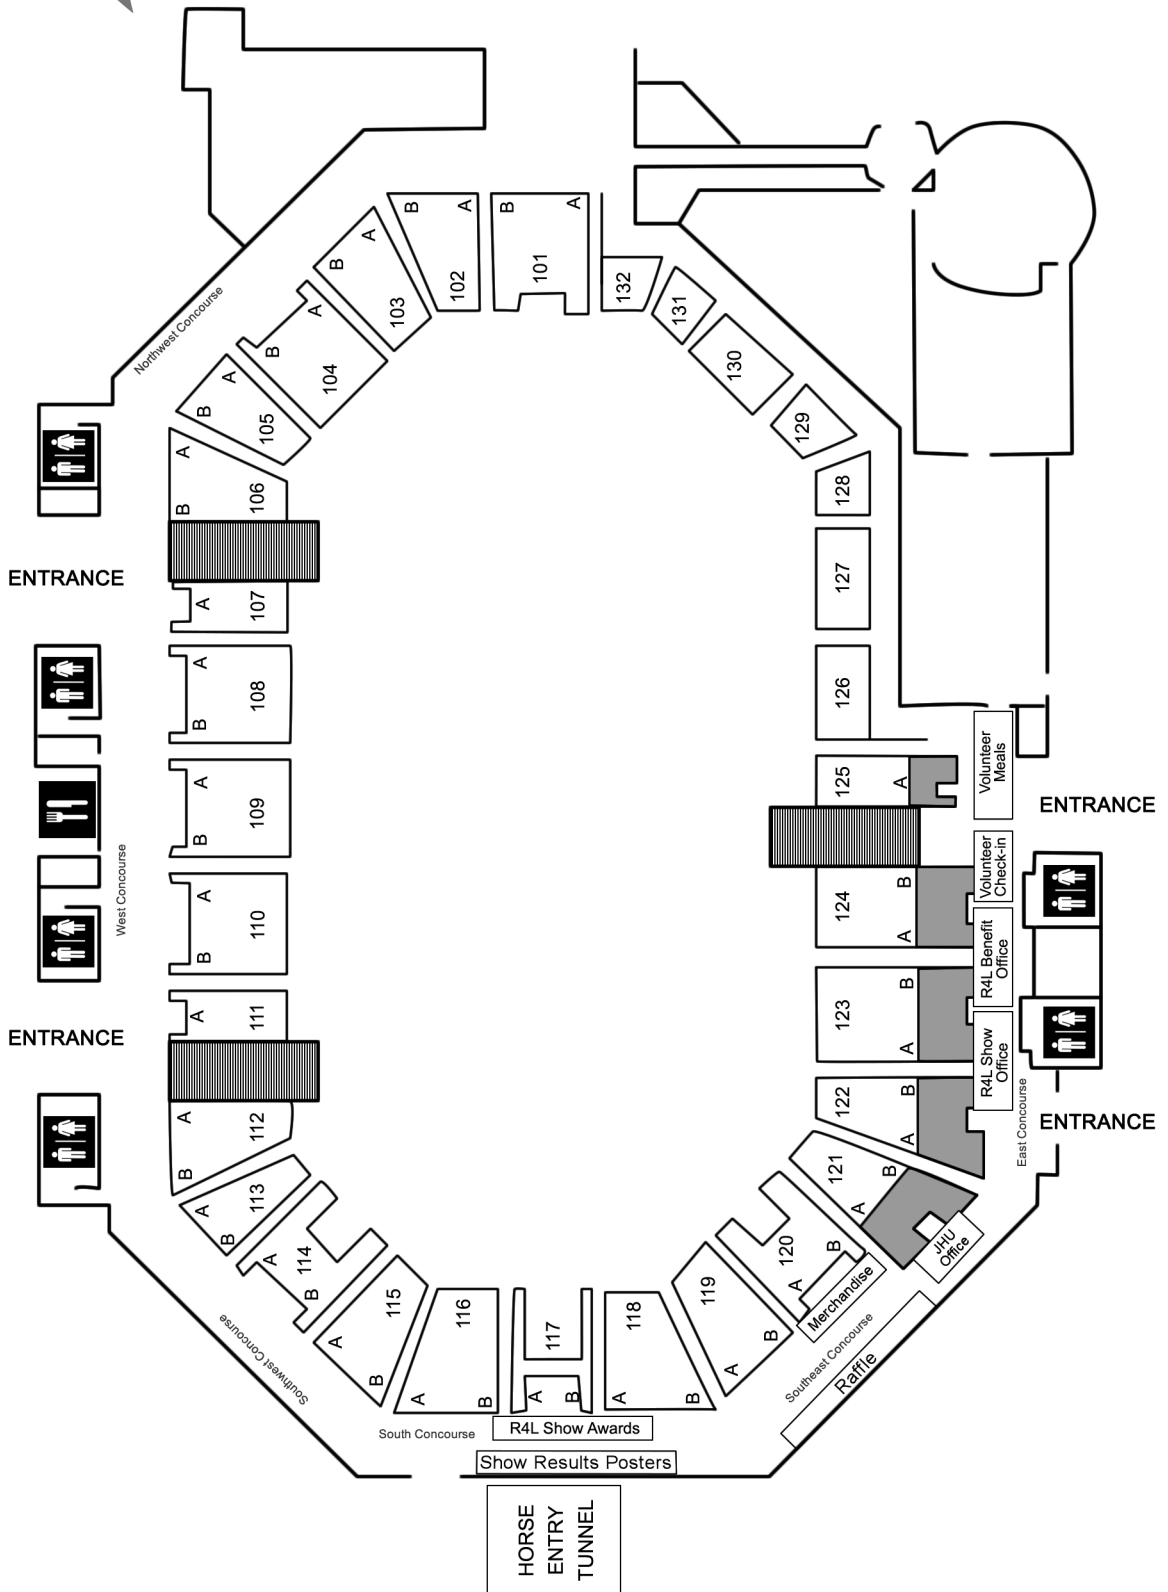 B
A
B
A
101
102
132
B
A
103
131
A
B
104
130
Northwest Concourse
A
B
105
129
A
B
106
128
ENTRANCE
A
107
127
A
B
108
126
A
B
109
125
A
Volunteer
Meals
ENTRANCE
West Concourse
A
B
110
124
B
A
Volunteer
Check-in
R4L Benefit
Office
ENTRANCE
A
111
123
B
A
R4L Show
Office
A
B
112
122
B
A
East Concourse
ENTRANCE
A
B
113
121
B
A
JHU
Office
A
B
114
120
B
A
Merchandise
A
B
115
119
B
A
A
B
116
117
A
B
118
A
B
Southwest Concourse
Southeast Concourse
Raffle
South Concourse
R4L Show Awards
Show Results Posters
HORSE
ENTRY
TUNNEL